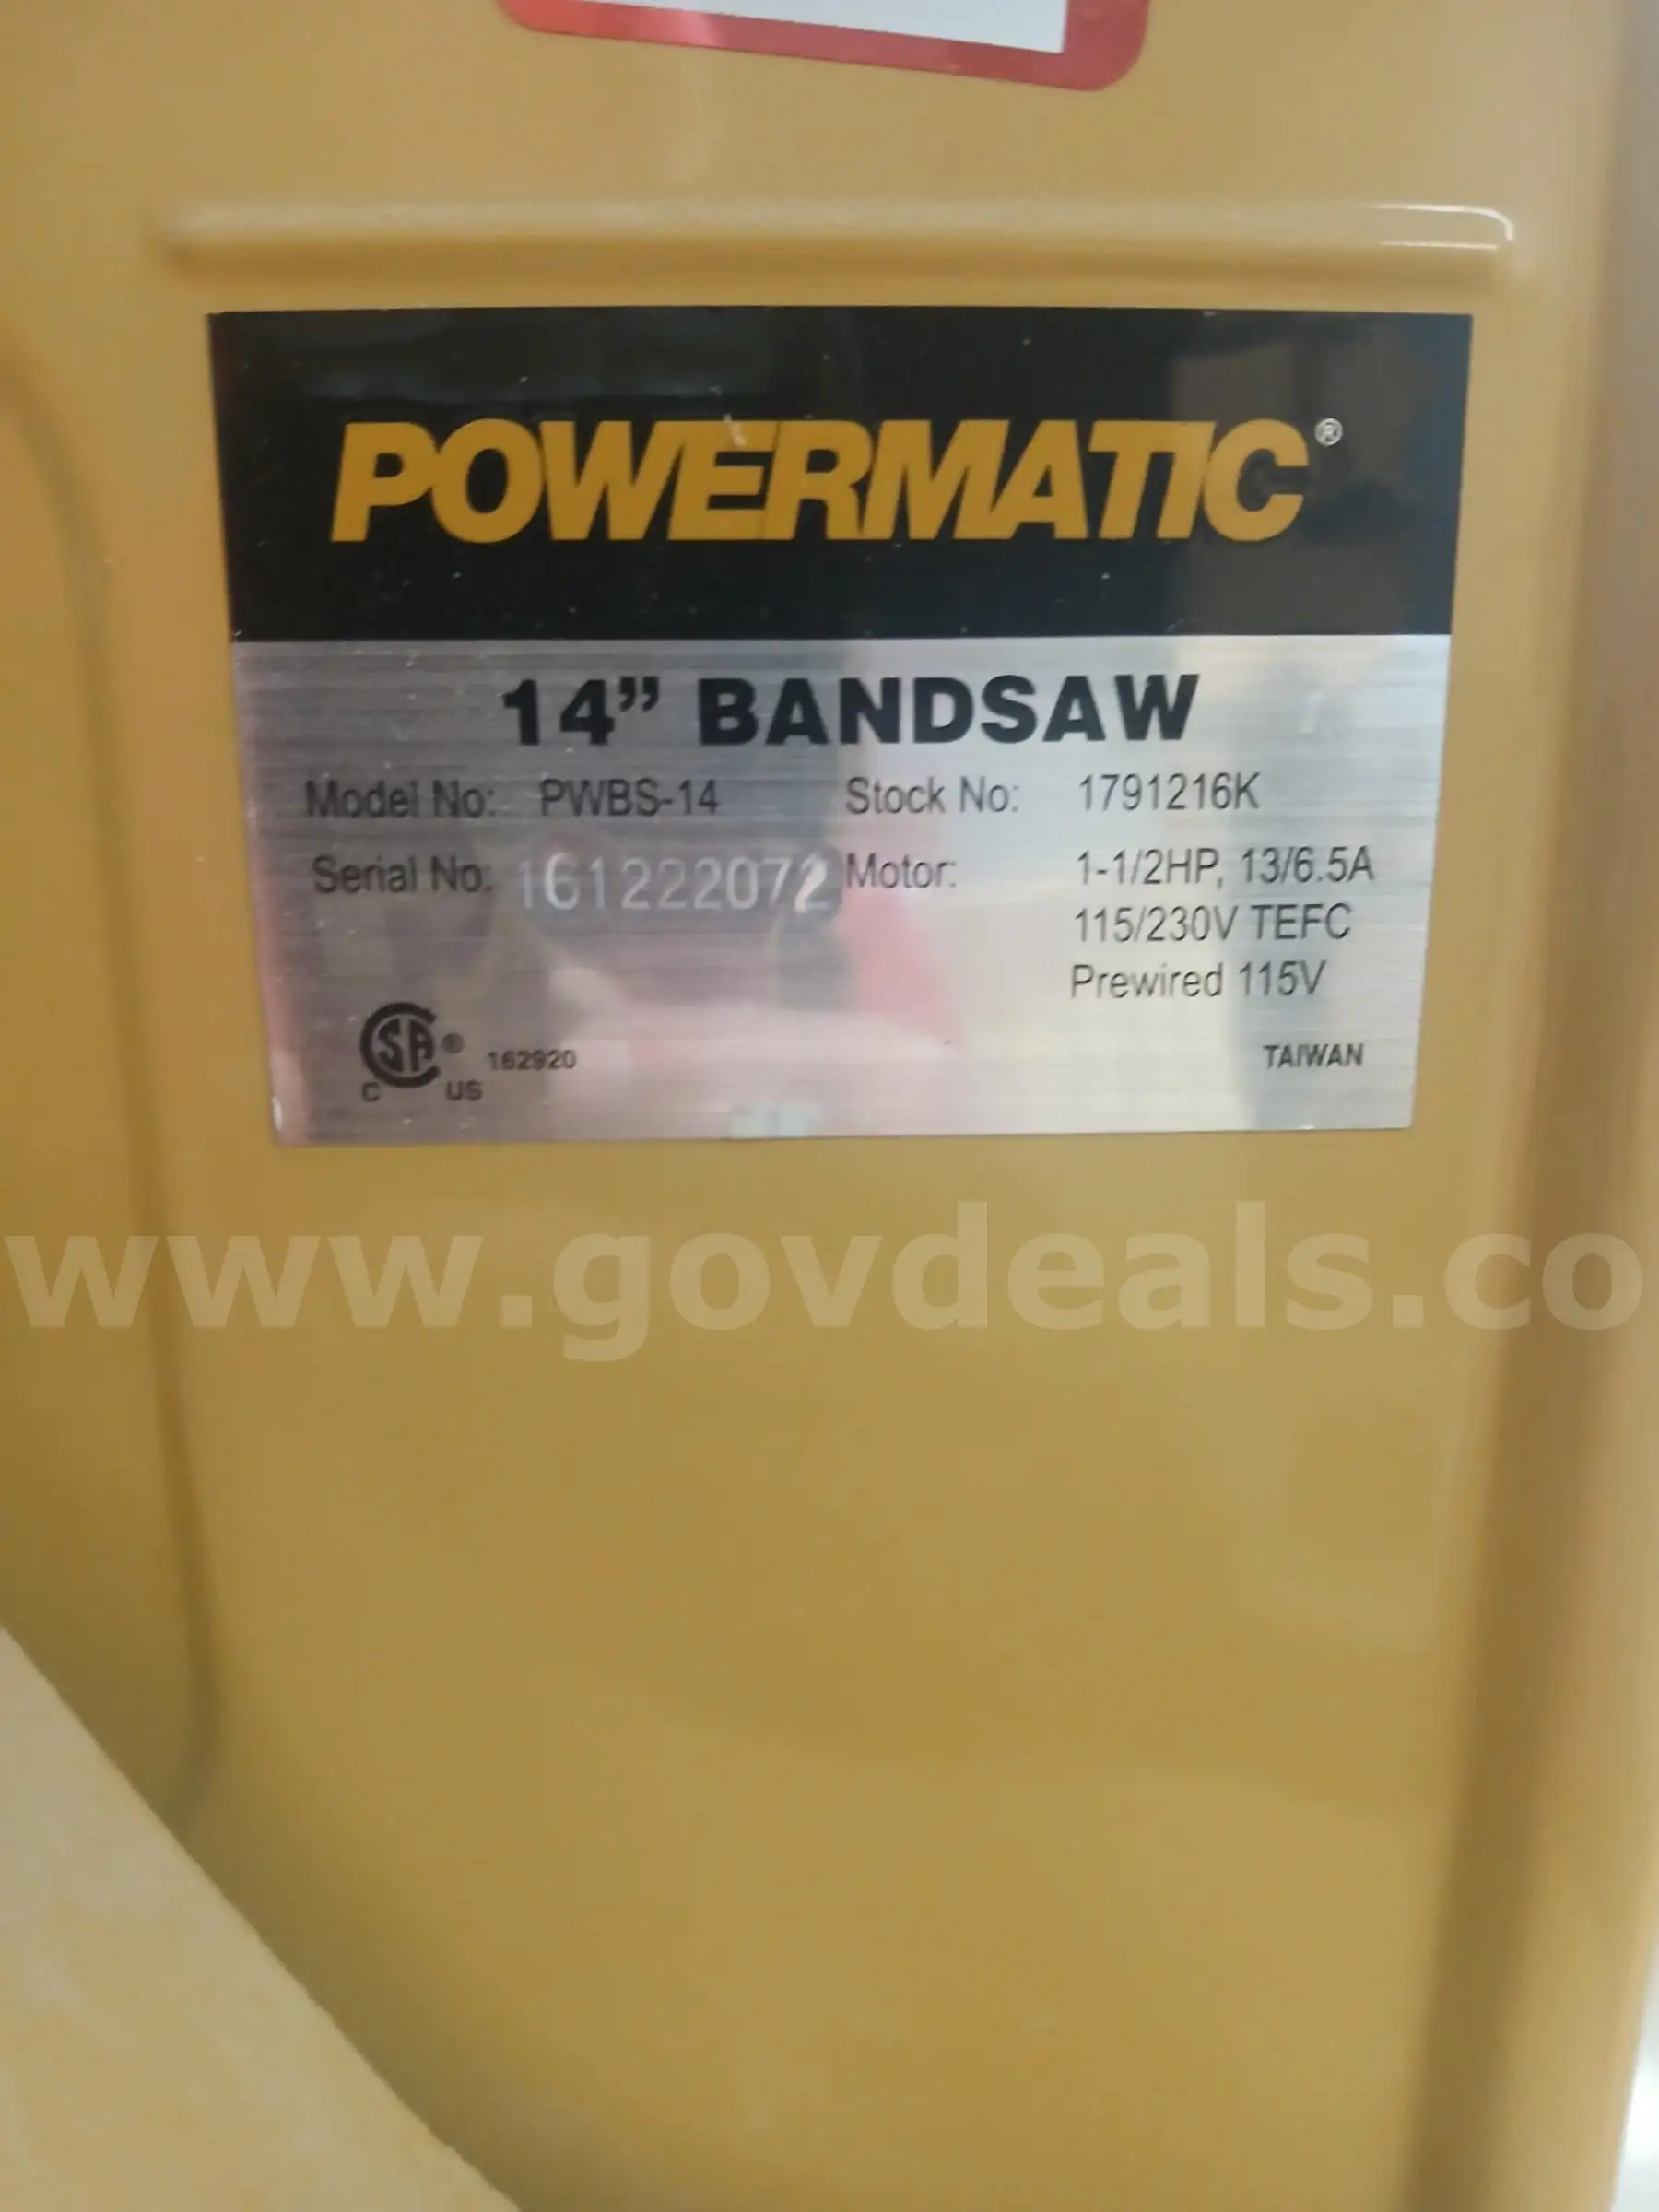 POWERMATIC®
14” BANDSAW
Model No: PWBS-14 Stock No: 1791216K
Serial No: 161222072 Motor: 1-1/2HP, 13/6.5A
115/230V TEFC
Prewired 115V
CSA® 162920 TAIWAN
C US
www.govdeals.co